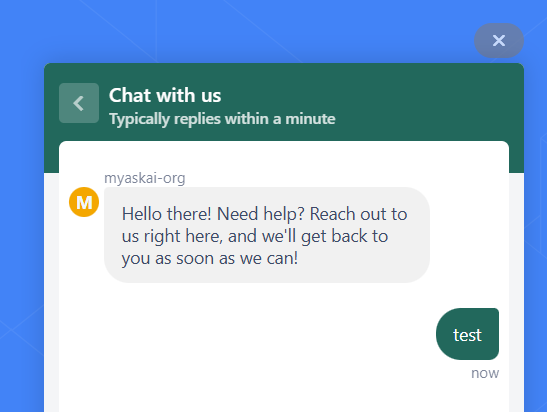 Chat with us
Typically replies within a minute
myaskai-org
M
Hello there! Need help? Reach out to
us right here, and we'll get back to
you as soon as we can!
test
now